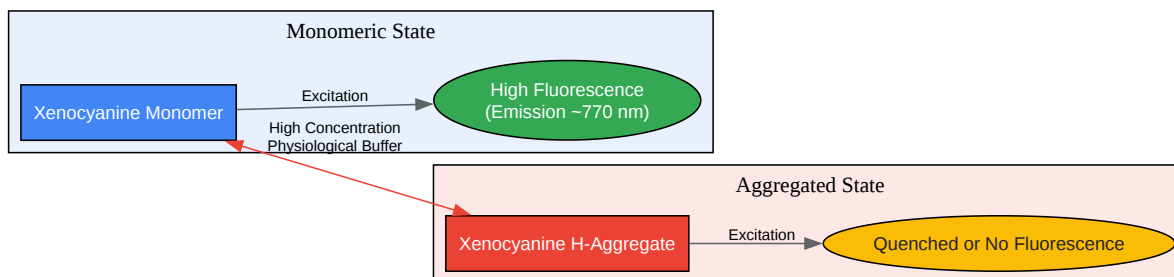 Monomeric State
Xenocyanine Monomer
Excitation
High Fluorescence
(Emission ~770 nm)
High Concentration
Physiological Buffer
Aggregated State
Xenocyanine H-Aggregate
Excitation
Quenched or No Fluorescence